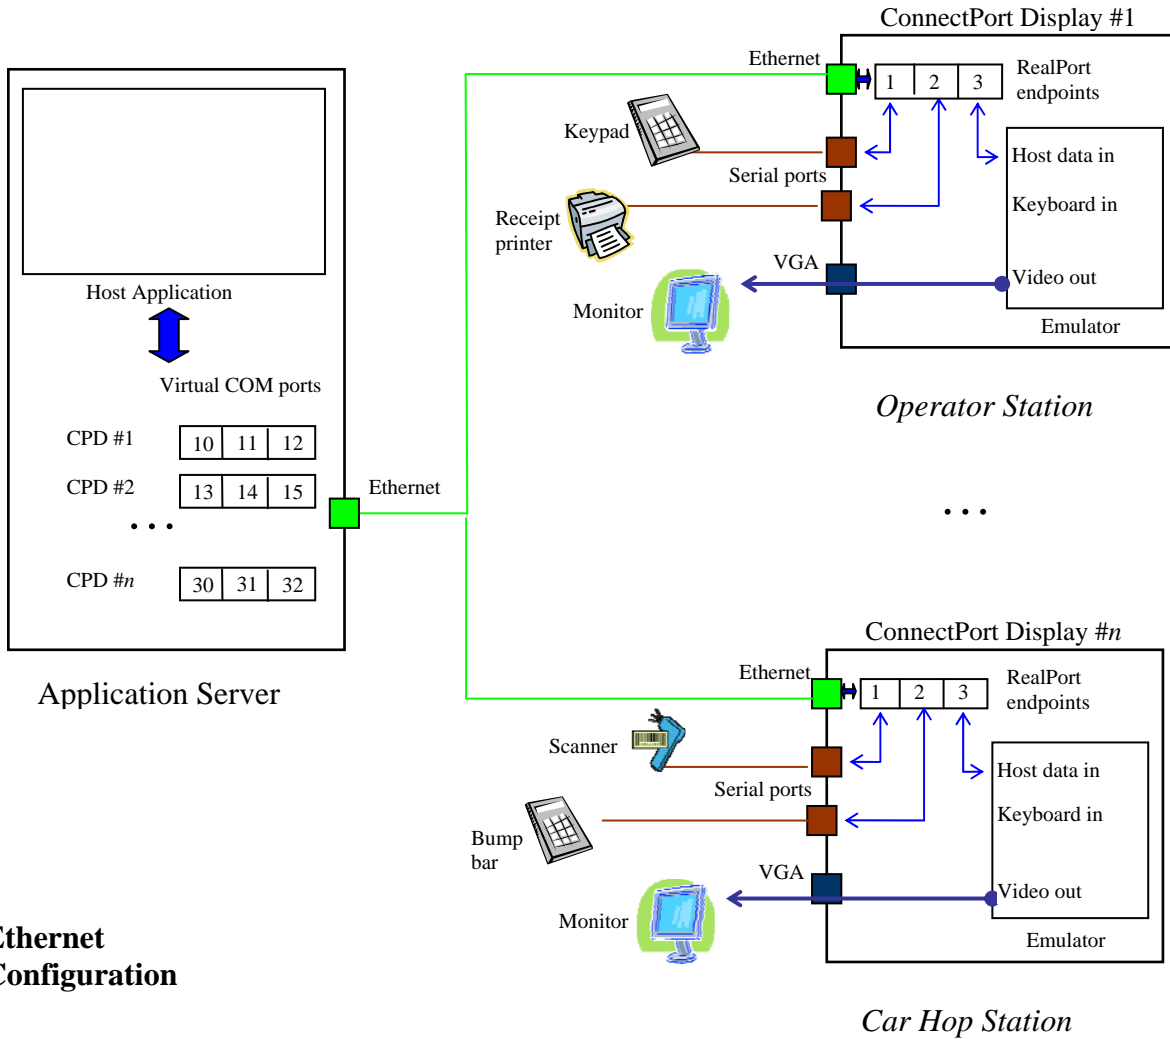 ConnectPort Display #1
Ethernet
1 2 3
RealPort
endpoints
Keypad
Serial ports
Host data in
Keyboard in
Receipt
printer
VGA
Video out
Monitor
Emulator
Operator Station
Host Application
Virtual COM ports
CPD #1
10 11 12
CPD #2
13 14 15
. . .
CPD #n
30 31 32
Ethernet
Application Server
. . .
ConnectPort Display #n
Ethernet
1 2 3
RealPort
endpoints
Scanner
Serial ports
Host data in
Keyboard in
Bump
bar
VGA
Video out
Monitor
Emulator
Car Hop Station
Ethernet
Configuration